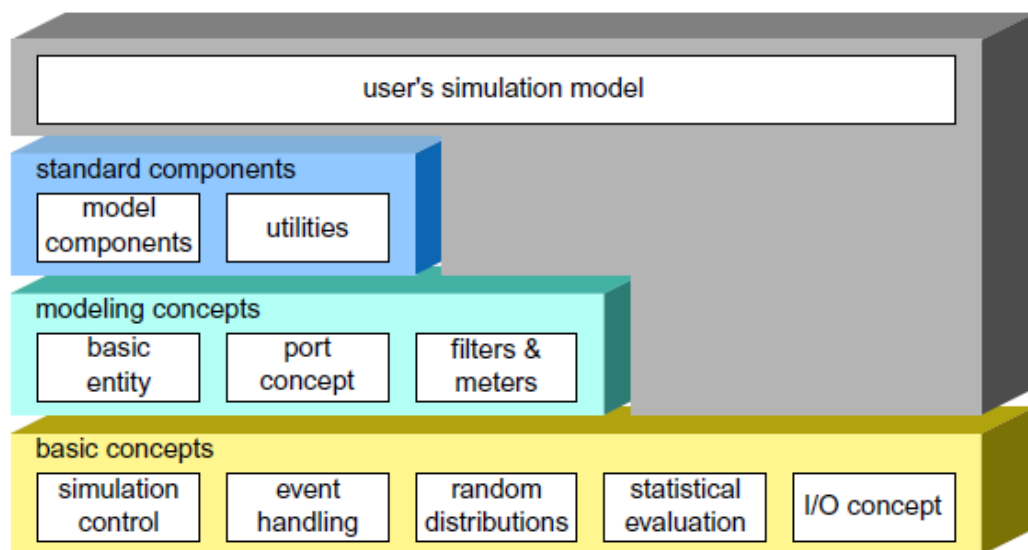 user's simulation model
standard components
model
components
utilities
modeling concepts
basic
entity
port
concept
filters &
meters
basic concepts
simulation
control
event
handling
random
distributions
statistical
evaluation
I/O concept